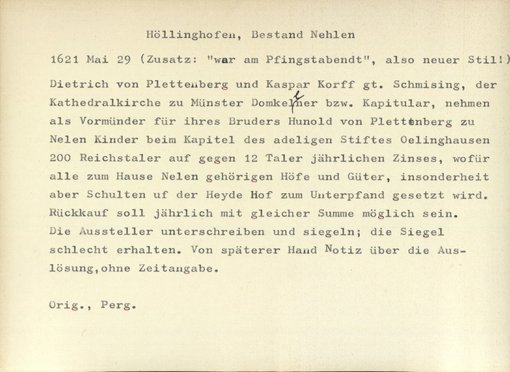 Höllinghofen, Bestand Nehlen
1621 Mai 29 (Zusatz: "war am Pfingstabendt", also neuer Stil!)
Dietrich von Plettenberg und Kaspar Korff gt. Schmising, der
Kathedralkirche zu Münster Domkellner bzw. Kapitular, nehmen
als Vormünder für ihres Bruders Hunold von Plettenberg zu
Nelen Kinder beim Kapitel des adeligen Stiftes Oelinghausen
200 Reichstaler auf gegen 12 Taler jährlichen Zinses, wofür
alle zum Hause Nelen gehörigen Höfe und Güter, insonderheit
aber Schulten uf der Heyde Hof zum Unterpfand gesetzt wird.
Rückkauf soll jährlich mit gleicher Summe möglich sein.
Die Aussteller unterschreiben und siegeln; die Siegel
schlecht erhalten. Von späterer Hand Notiz über die Aus-
lösung,ohne Zeitangabe.
Orig., Perg.